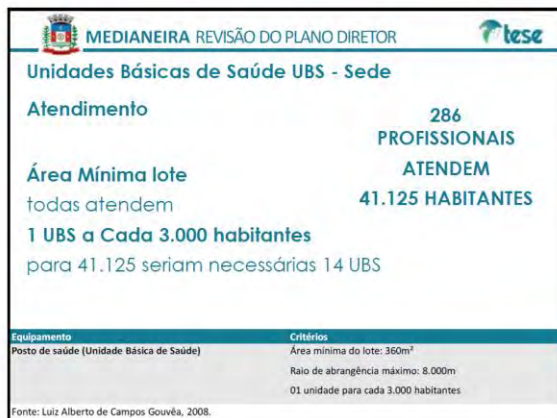 MEDIANEIRA REVISÃO DO PLANO DIRETOR
tese
Unidades Básicas de Saúde UBS - Sede
Atendimento
286
PROFISSIONAIS
ATENDEM
41.125 HABITANTES
Área Mínima lote
todas atendem
1 UBS a Cada 3.000 habitantes
para 41.125 seriam necessárias 14 UBS
Equipamento Critérios
Posto de saúde (Unidade Básica de Saúde) Área mínima do lote: 360m²
Raio de abrangência máximo: 8.000m
01 unidade para cada 3.000 habitantes
Fonte: Luiz Alberto de Campos Gouvêa, 2008.